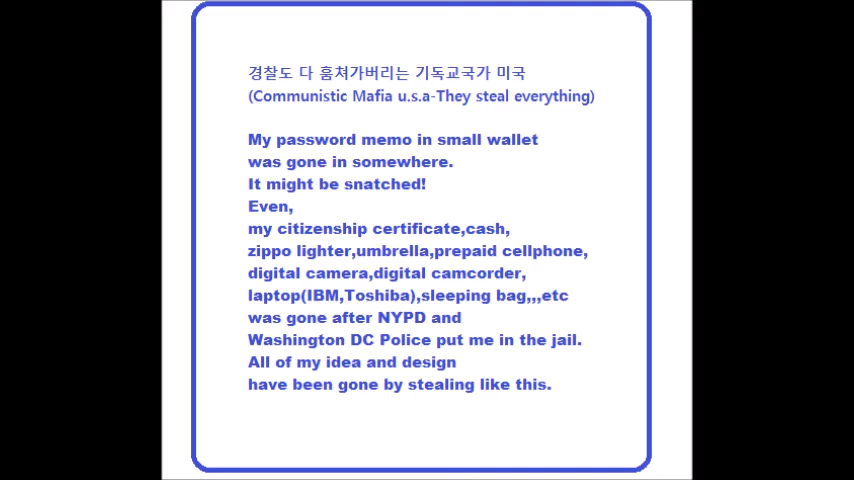 경찰도 다 훔쳐가버리는 기독교국가 미국
(Communistic Mafia u.s.a-They steal everything)
My password memo in small wallet
was gone in somewhere.
It might be snatched!
Even,
my citizenship certificate,cash,
zippo lighter,umbrella,prepaid cellphone,
digital camera,digital camcorder,
laptop(IBM,Toshiba),sleeping bag,,,etc
was gone after NYPD and
Washington DC Police put me in the jail.
All of my idea and design
have been gone by stealing like this.